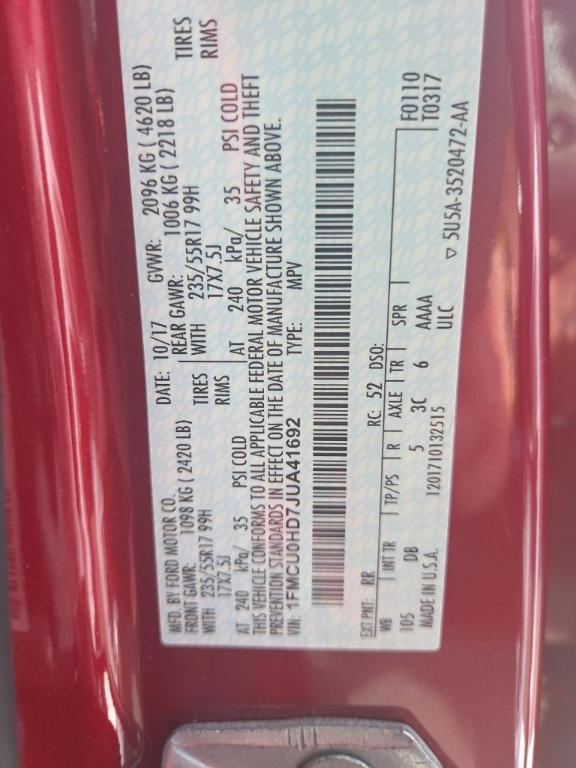 MFD. BY FORD MOTOR CO.
DATE: 10/17 GVWR: 2096 KG ( 4620 LB)
FRONT GAWR: 1098 KG ( 2420 LB) REAR GAWR: 1006 KG ( 2218 LB)
WITH 235/55R17 99H TIRES WITH 235/55R17 99H TIRES
17X7.5J RIMS 17X7.5J RIMS
AT 240 kPa/ 35 PSI COLD AT 240 kPa/ 35 PSI COLD
THIS VEHICLE CONFORMS TO ALL APPLICABLE FEDERAL MOTOR VEHICLE SAFETY AND THEFT
PREVENTION STANDARDS IN EFFECT ON THE DATE OF MANUFACTURE SHOWN ABOVE.
VIN: 1FMCU0HD7JUA41692 TYPE: MPV
EXT PNT: RR RC: 52 DSO: F0110
WB INT TR TP/PS R AXLE TR SPR T0317
105 DB 5 3C 6 AAAA
MADE IN U.S.A. 1201710132515 ULC
5U5A-3520472-AA